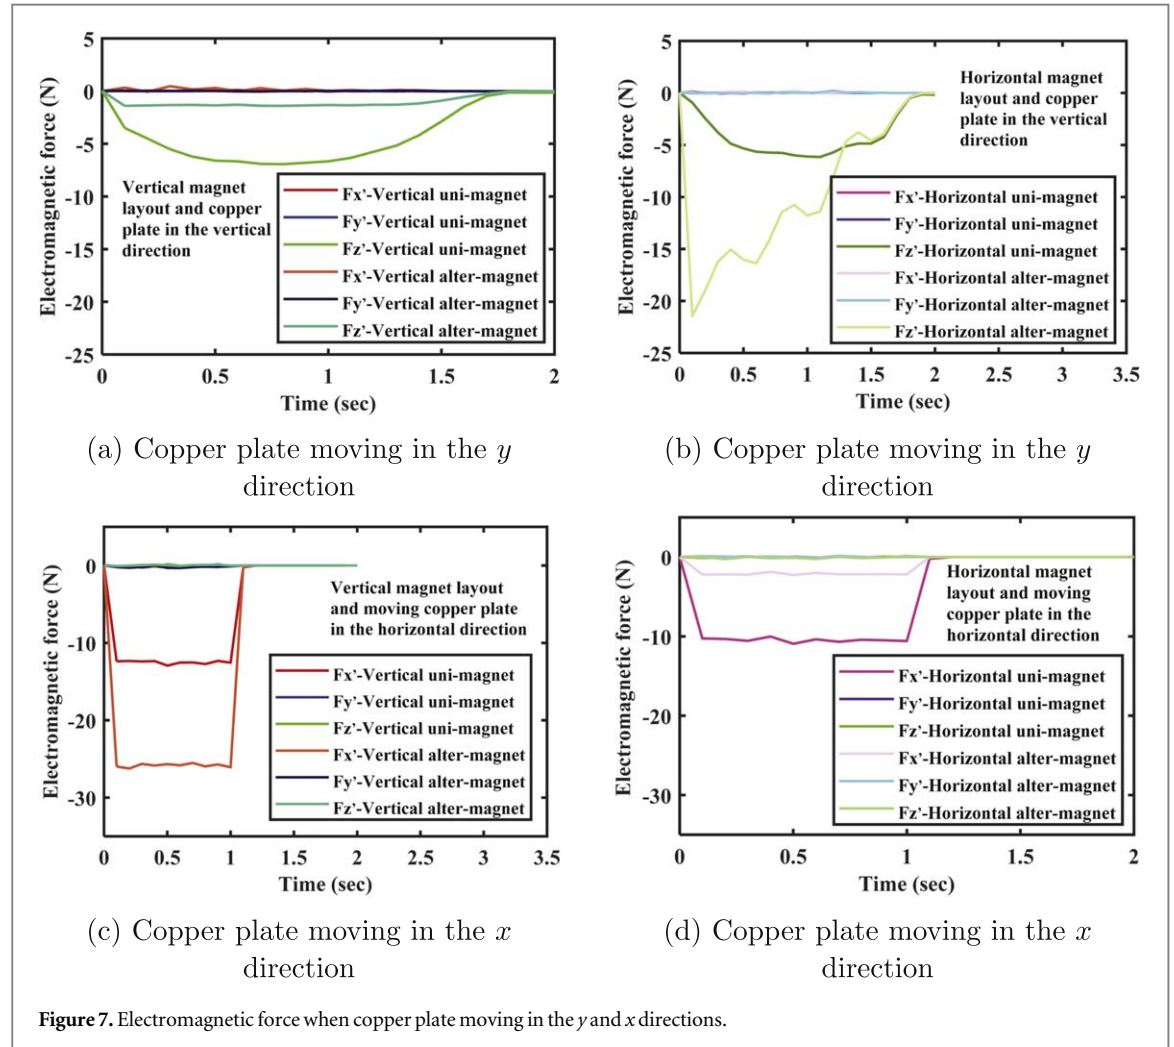 5
0
-5
-10
-15
-20
-25
Electromagnetic force (N)
Vertical magnet
layout and copper
plate in the vertical
direction
Fx’-Vertical uni-magnet
Fy’-Vertical uni-magnet
Fz’-Vertical uni-magnet
Fx’-Vertical alter-magnet
Fy’-Vertical alter-magnet
Fz’-Vertical alter-magnet
0 0.5 1 1.5 2
Time (sec)
(a) Copper plate moving in the y
direction
5
0
-5
-10
-15
-20
-25
Electromagnetic force (N)
Horizontal magnet
layout and copper
plate in the vertical
direction
Fx’-Horizontal uni-magnet
Fy’-Horizontal uni-magnet
Fz’-Horizontal uni-magnet
Fx’-Horizontal alter-magnet
Fy’-Horizontal alter-magnet
Fz’-Horizontal alter-magnet
0 0.5 1 1.5 2 2.5 3 3.5
Time (sec)
(b) Copper plate moving in the y
direction
0
-10
-20
-30
Electromagnetic force (N)
Vertical magnet layout
and moving copper plate
in the horizontal direction
Fx’-Vertical uni-magnet
Fy’-Vertical uni-magnet
Fz’-Vertical uni-magnet
Fx’-Vertical alter-magnet
Fy’-Vertical alter-magnet
Fz’-Vertical alter-magnet
0 0.5 1 1.5 2 2.5 3 3.5
Time (sec)
(c) Copper plate moving in the x
direction
0
-10
-20
-30
Electromagnetic force (N)
Horizontal magnet
layout and moving
copper plate in the
horizontal direction
Fx’-Horizontal uni-magnet
Fy’-Horizontal uni-magnet
Fz’-Horizontal uni-magnet
Fx’-Horizontal alter-magnet
Fy’-Horizontal alter-magnet
Fz’-Horizontal alter-magnet
0 0.5 1 1.5 2
Time (sec)
(d) Copper plate moving in the x
direction
Figure 7. Electromagnetic force when copper plate moving in the y and x directions.